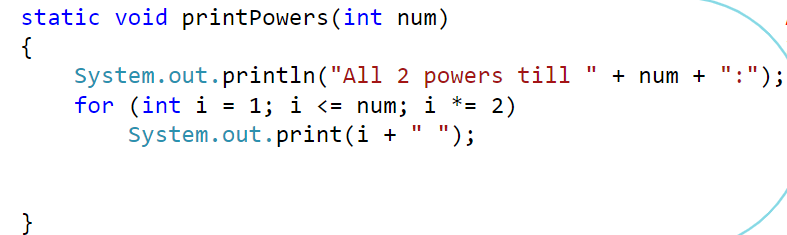 static void printPowers(int num)
{
    System.out.println("All 2 powers till " + num + ":");
    for (int i = 1; i <= num; i *= 2)
        System.out.print(i + " ");
}